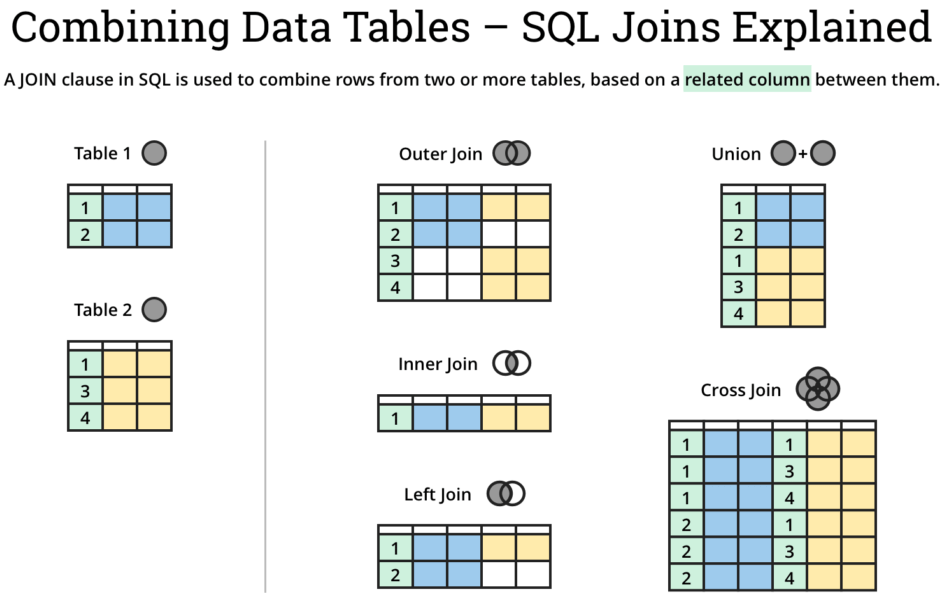 Combining Data Tables – SQL Joins Explained
A JOIN clause in SQL is used to combine rows from two or more tables, based on a related column between them.
Table 1
1
2
Table 2
1
3
4
Outer Join
1
2
3
4
Inner Join
1
Left Join
1
2
Union +
1
2
1
3
4
Cross Join
1 1
1 3
1 4
2 1
2 3
2 4